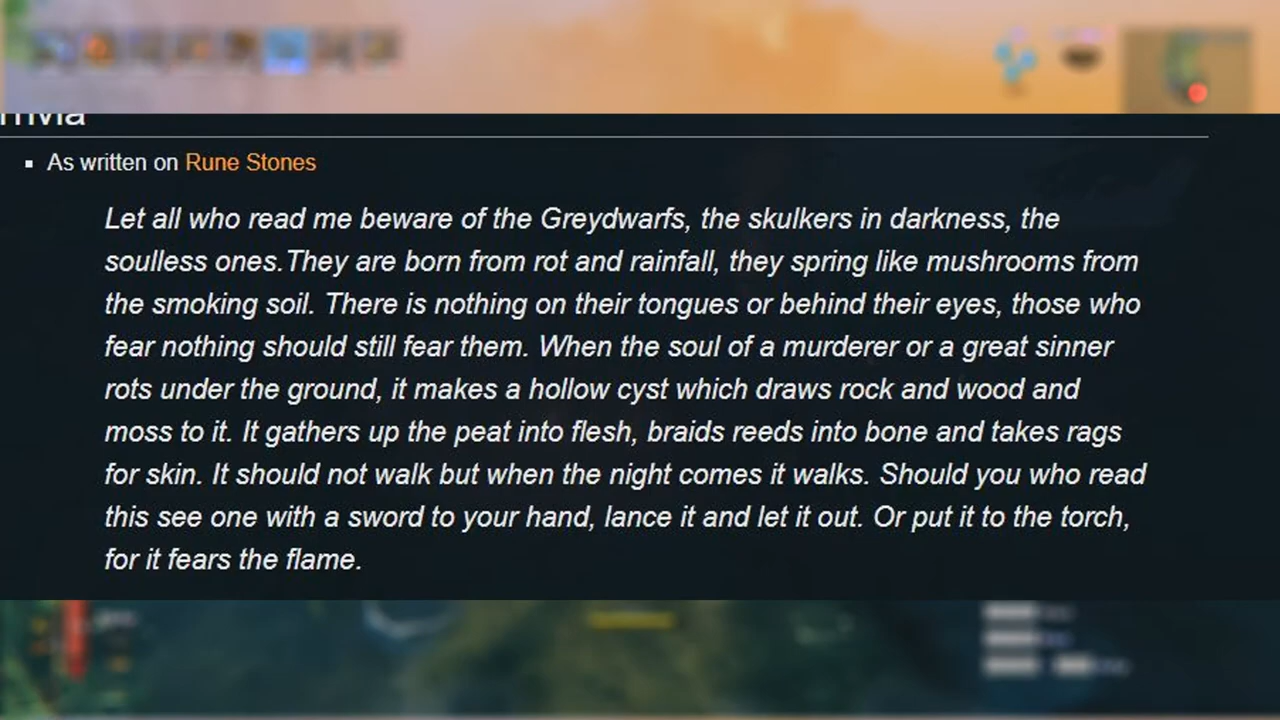 Trivia
As written on Rune Stones
Let all who read me beware of the Greydwarfs, the skulkers in darkness, the
soulless ones.They are born from rot and rainfall, they spring like mushrooms from
the smoking soil. There is nothing on their tongues or behind their eyes, those who
fear nothing should still fear them. When the soul of a murderer or a great sinner
rots under the ground, it makes a hollow cyst which draws rock and wood and
moss to it. It gathers up the peat into flesh, braids reeds into bone and takes rags
for skin. It should not walk but when the night comes it walks. Should you who read
this see one with a sword to your hand, lance it and let it out. Or put it to the torch,
for it fears the flame.